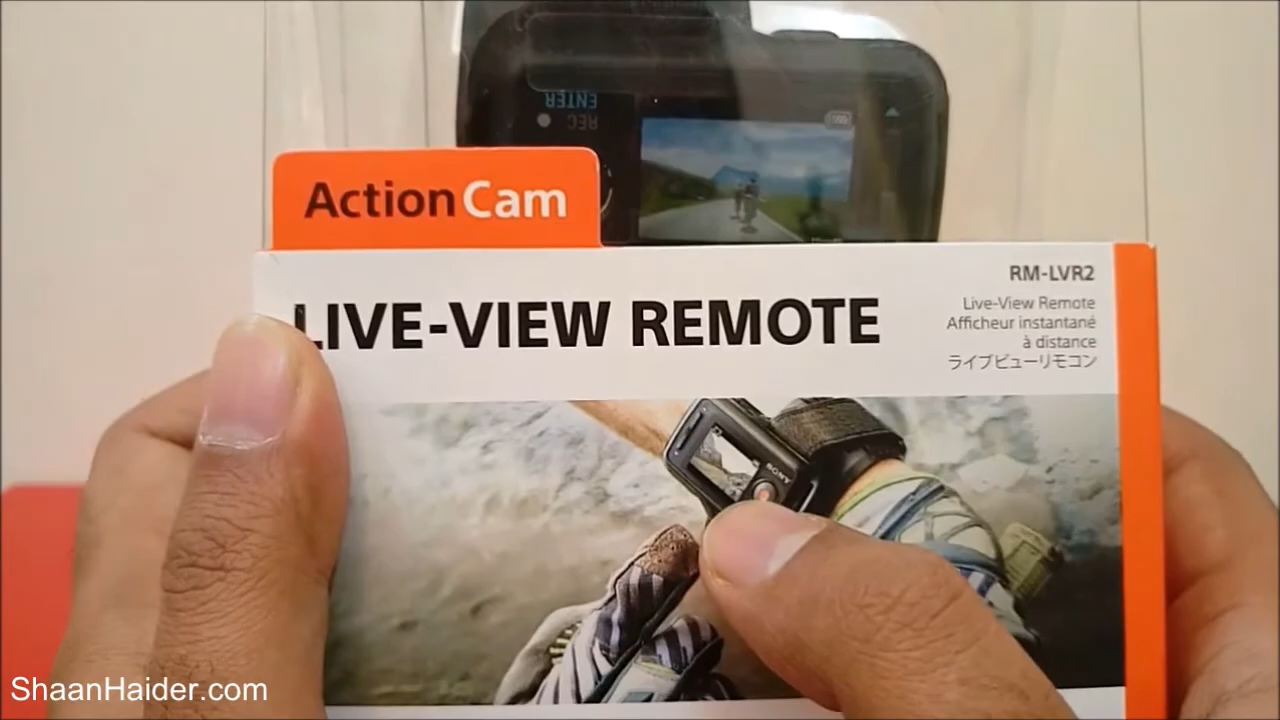 ENTER
REC
Action Cam
LIVE-VIEW REMOTE
RM-LVR2
Live-View Remote
Afficheur instantané
à distance
ライブビューリモコン
SONY
ShaanHaider.com